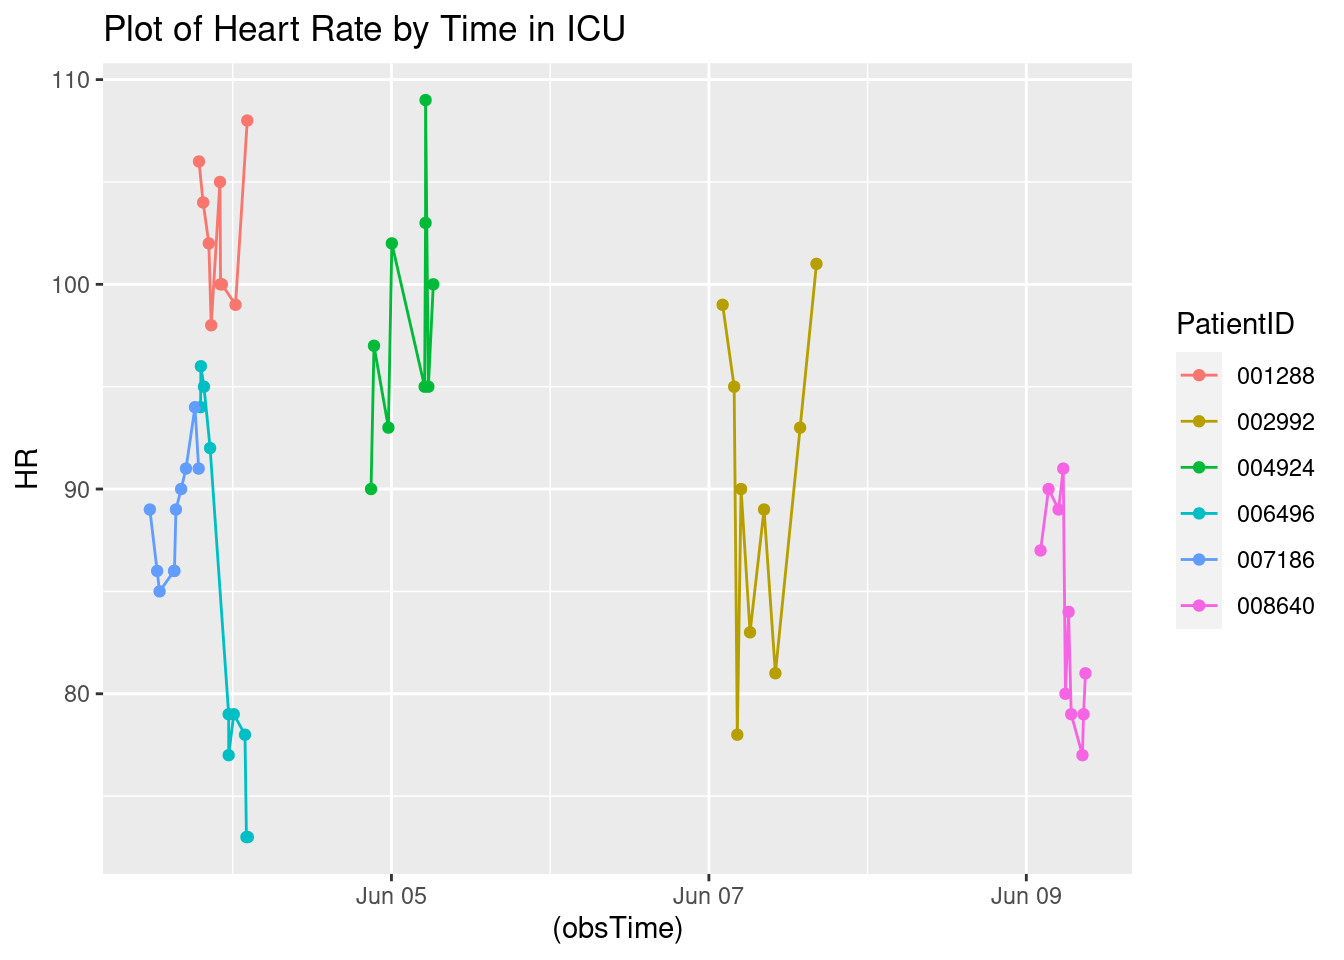 Plot of Heart Rate by Time in ICU
110
100
90
80
HR
Jun 05
Jun 07
Jun 09
(obsTime)
PatientID
001288
002992
004924
006496
007186
008640